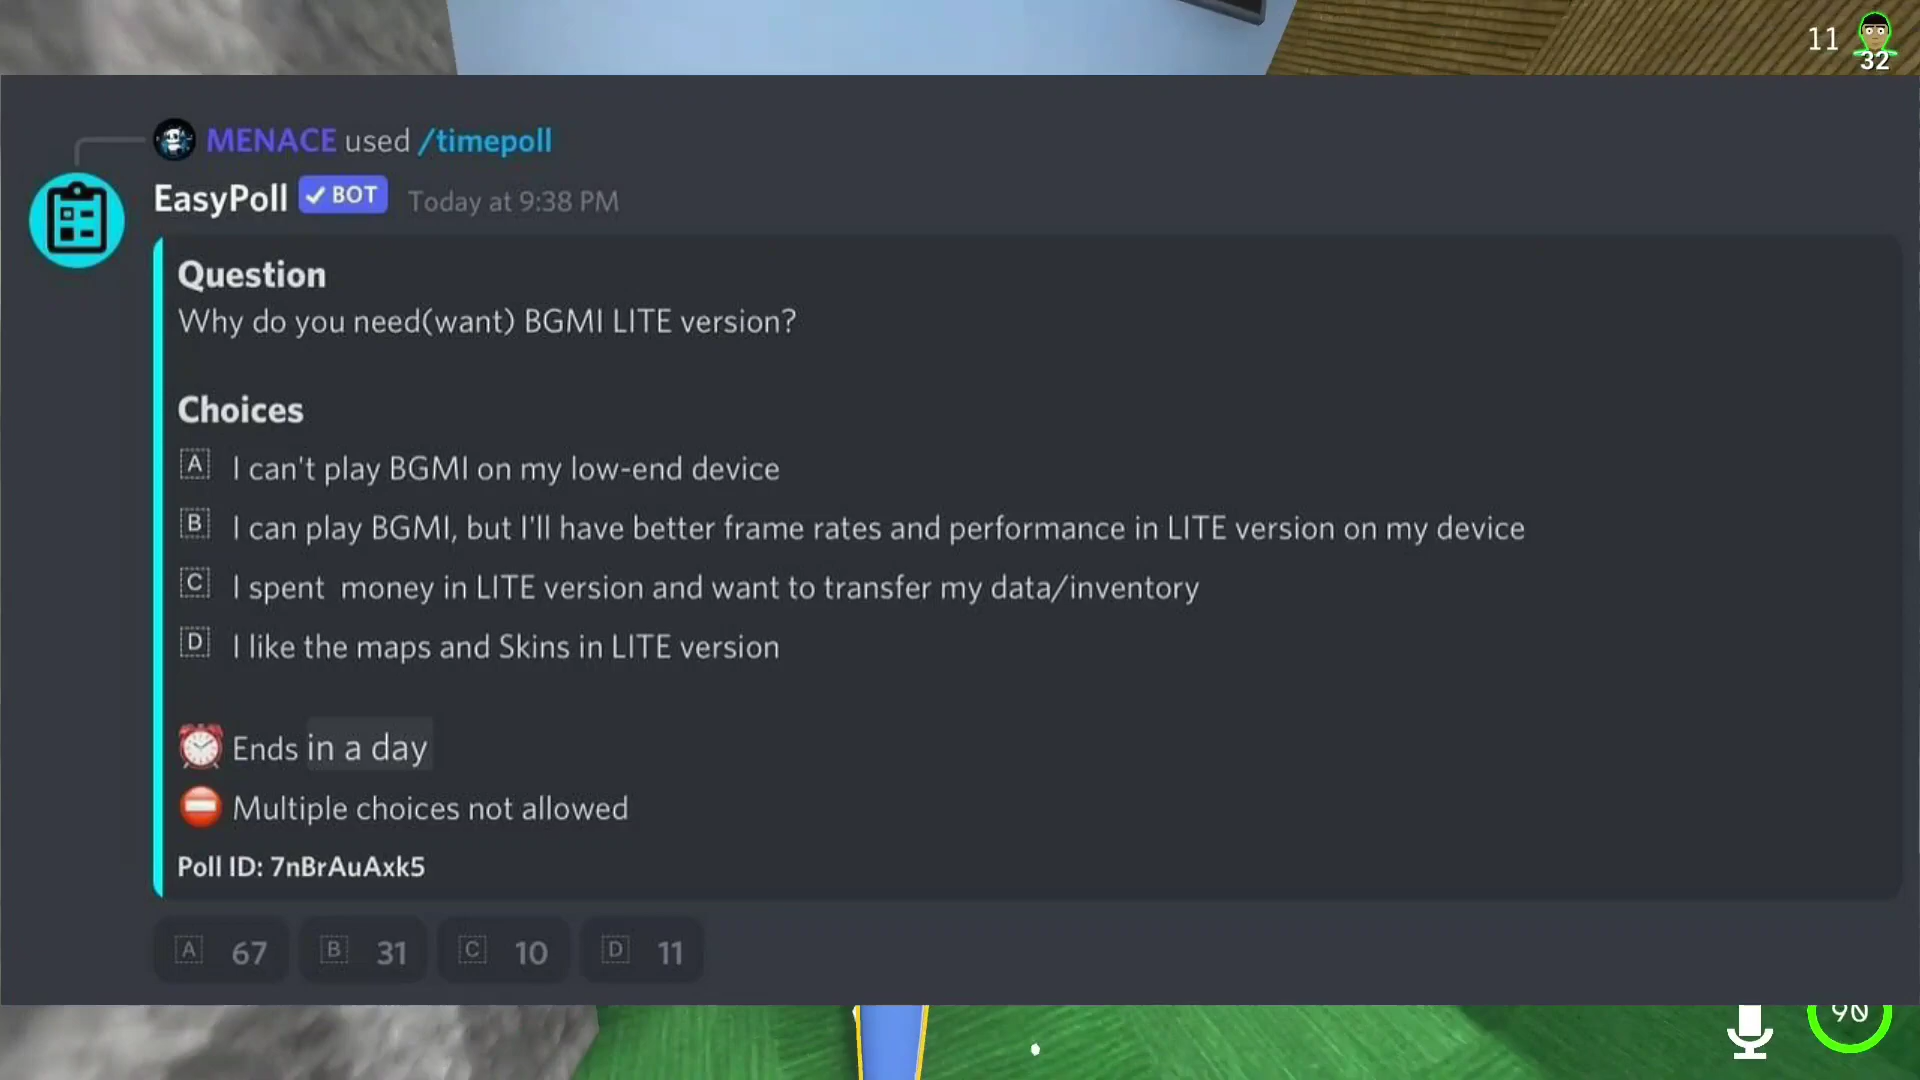 11
32
MENACE used /timepoll
EasyPoll ✓ BOT Today at 9:38 PM
Question
Why do you need(want) BGMI LITE version?
Choices
A I can't play BGMI on my low-end device
B I can play BGMI, but I'll have better frame rates and performance in LITE version on my device
C I spent  money in LITE version and want to transfer my data/inventory
D I like the maps and Skins in LITE version
Ends in a day
Multiple choices not allowed
Poll ID: 7nBrAuAxk5
A 67 B 31 C 10 D 11
90